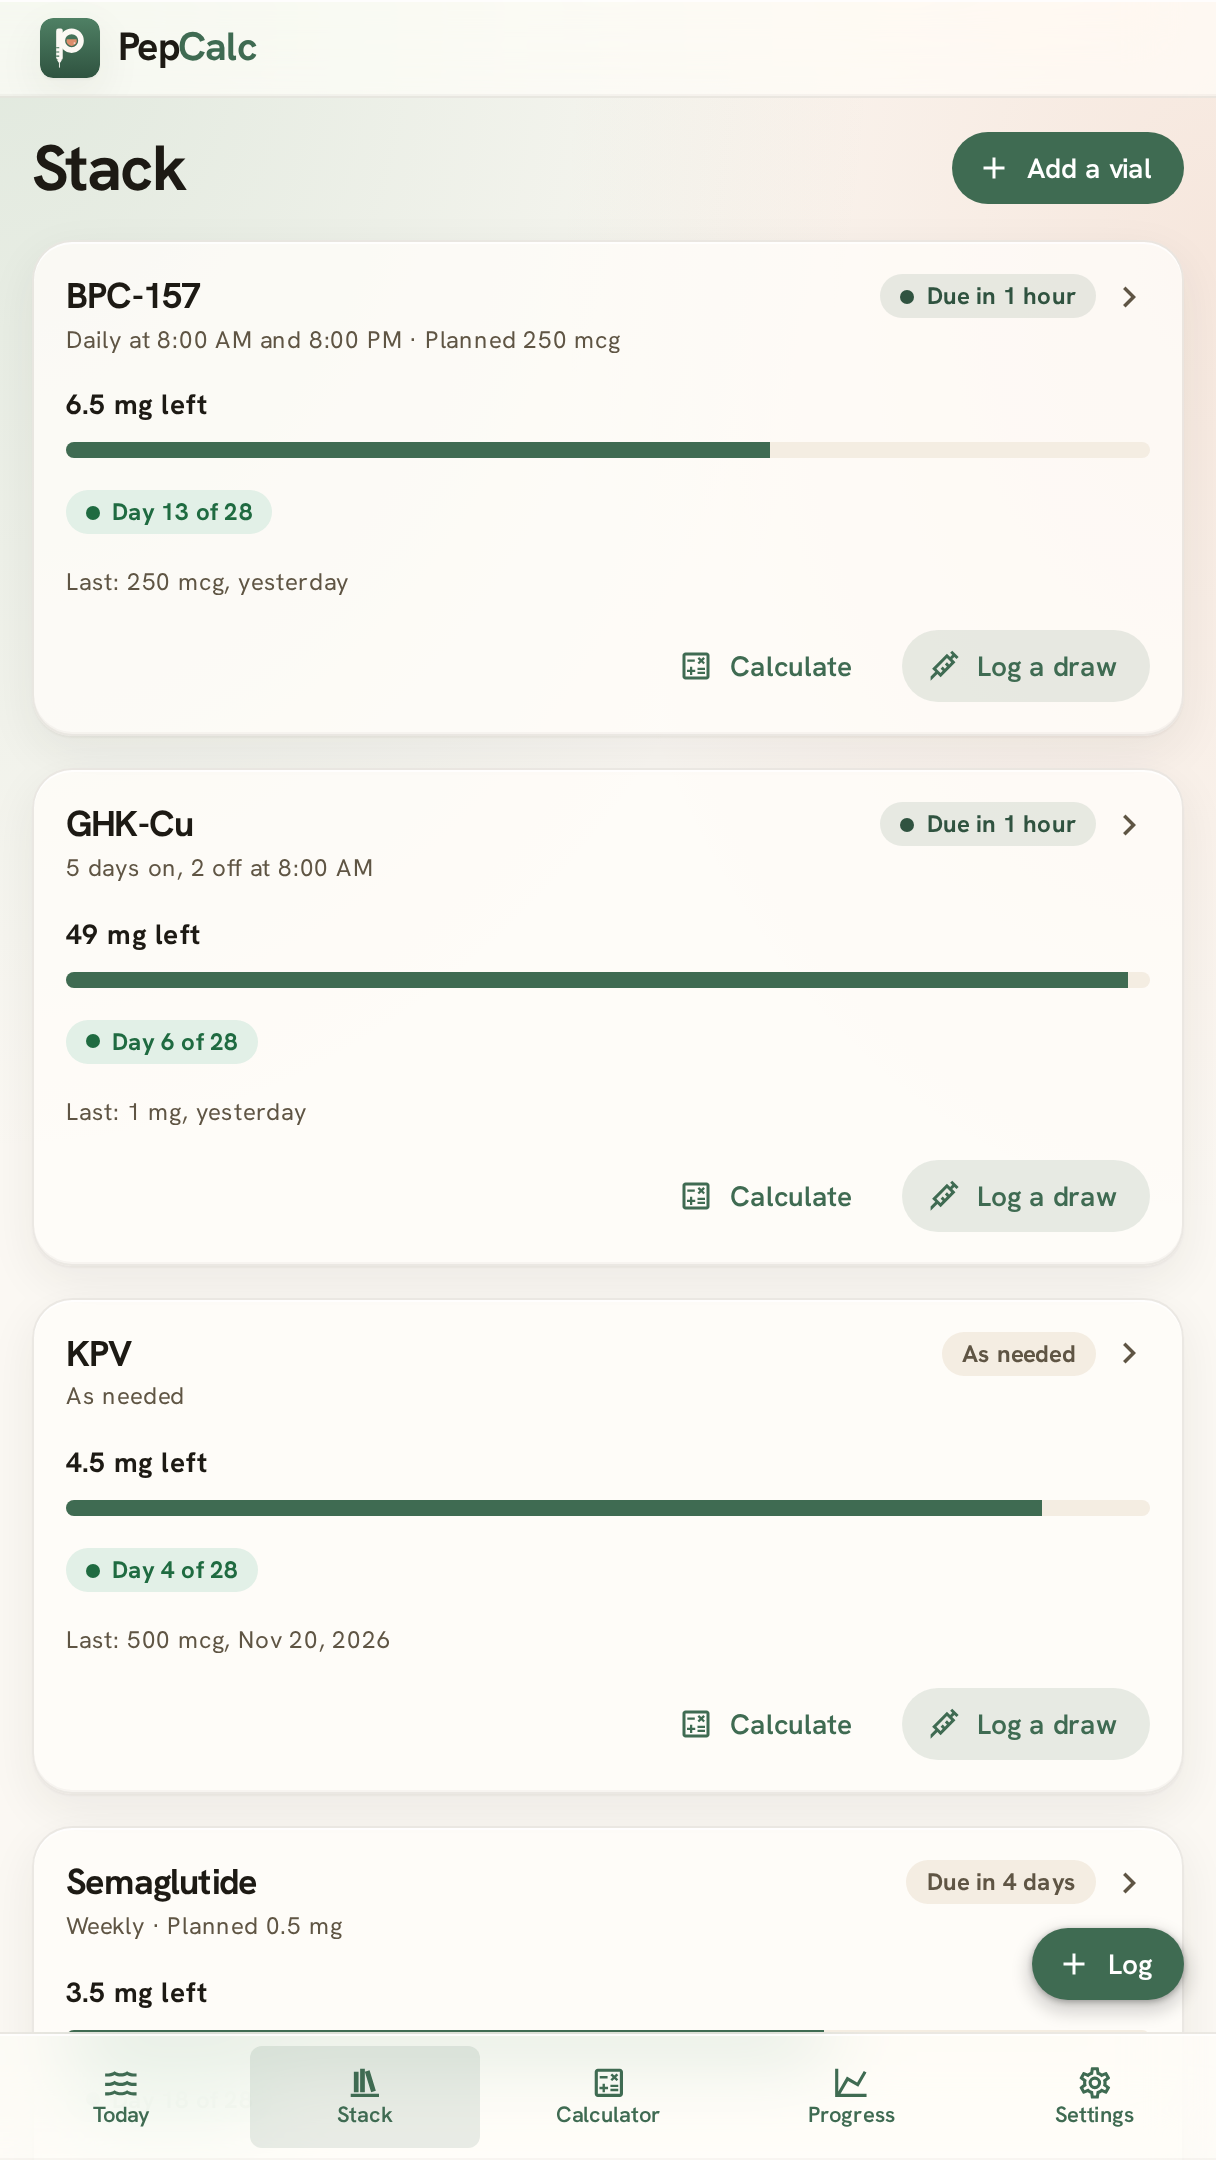 PepCalc
Stack
Add a vial
BPC-157
Due in 1 hour
Daily at 8:00 AM and 8:00 PM · Planned 250 mcg
6.5 mg left
Day 13 of 28
Last: 250 mcg, yesterday
Calculate
Log a draw
GHK-Cu
Due in 1 hour
5 days on, 2 off at 8:00 AM
49 mg left
Day 6 of 28
Last: 1 mg, yesterday
Calculate
Log a draw
KPV
As needed
As needed
4.5 mg left
Day 4 of 28
Last: 500 mcg, Nov 20, 2026
Calculate
Log a draw
Semaglutide
Due in 4 days
Weekly · Planned 0.5 mg
Log
3.5 mg left
Today
Stack
Calculator
Progress
Settings